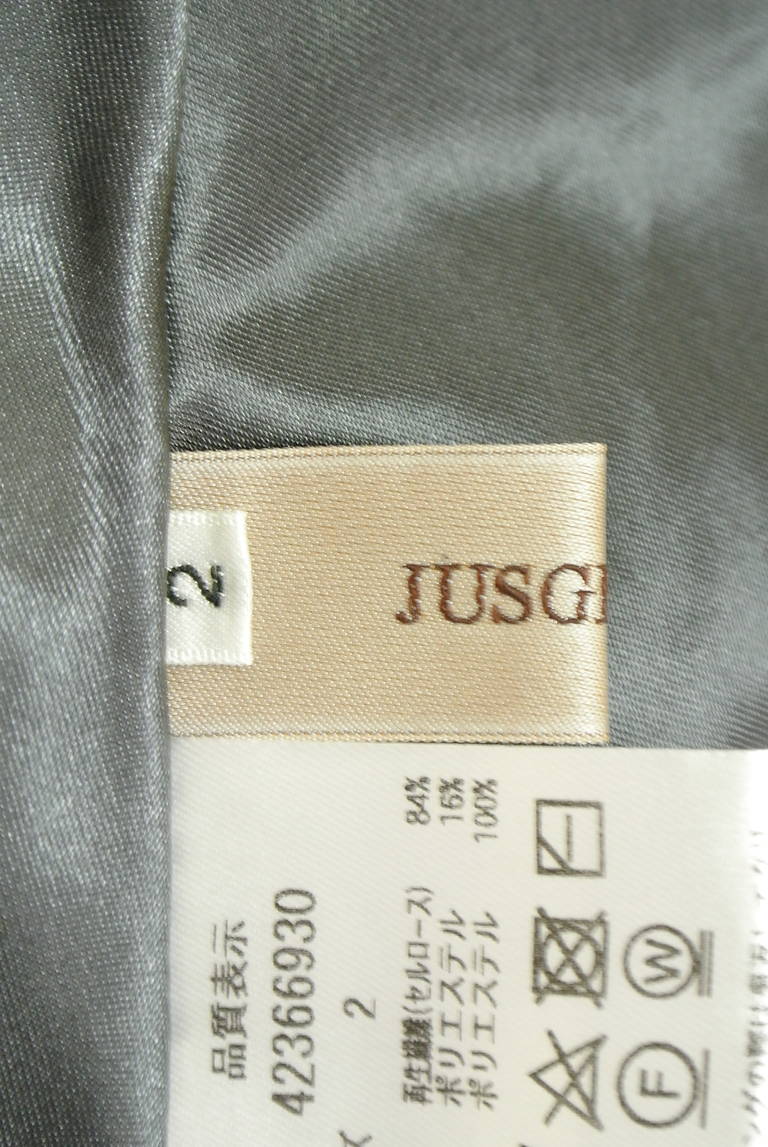 2
JUSG
品質表示
42366930
2
再生繊維(セルロース) 84%
ポリエステル 16%
ポリエステル 100%
W
F